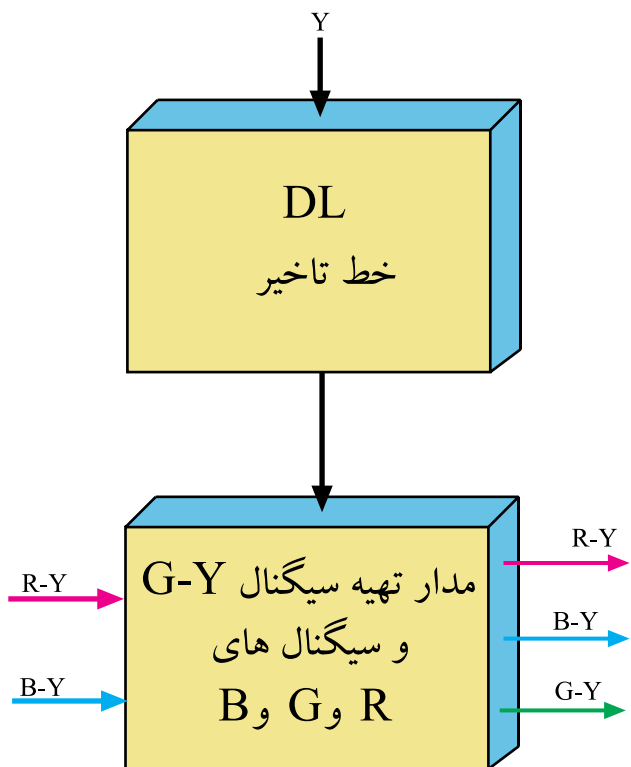 Y
DL
خط تاخیر
مدار تهیه سیگنال G-Y
و سیگنال های
R و G و B
R-Y
B-Y
R-Y
B-Y
G-Y